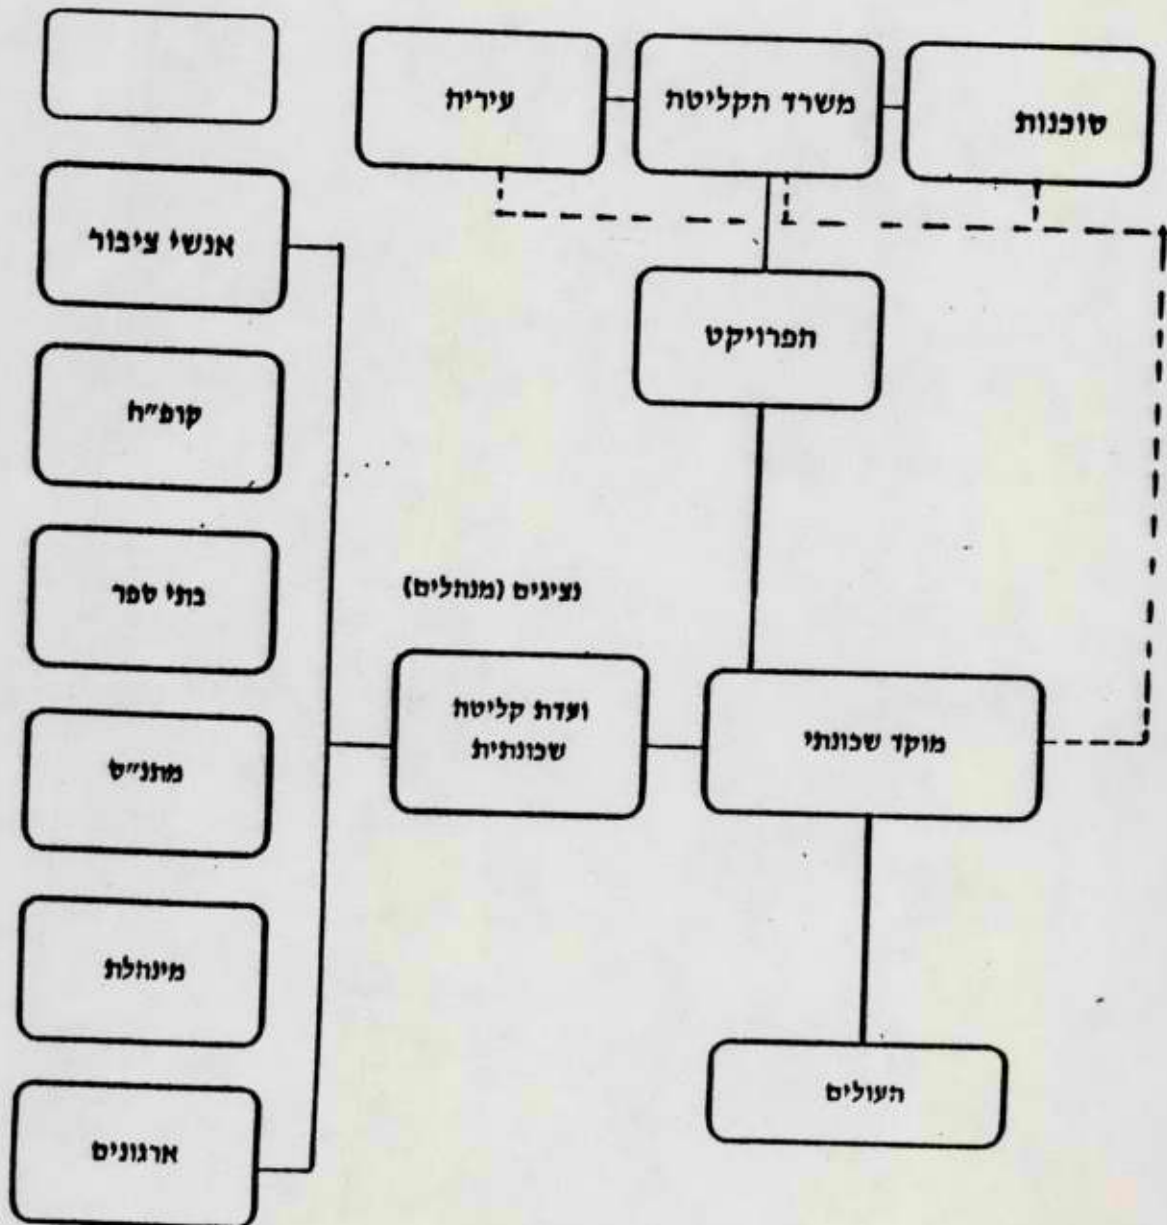 עיריה
משרד הקליטה
סוכנות
אנשי ציבור
הפרויקט
קופ"ח
בתי ספר
נציגים (מנהלים)
ועדת קליטה
שכונתית
מוקד שכונתי
מתנ"ס
מינהלת
העולים
ארגונים